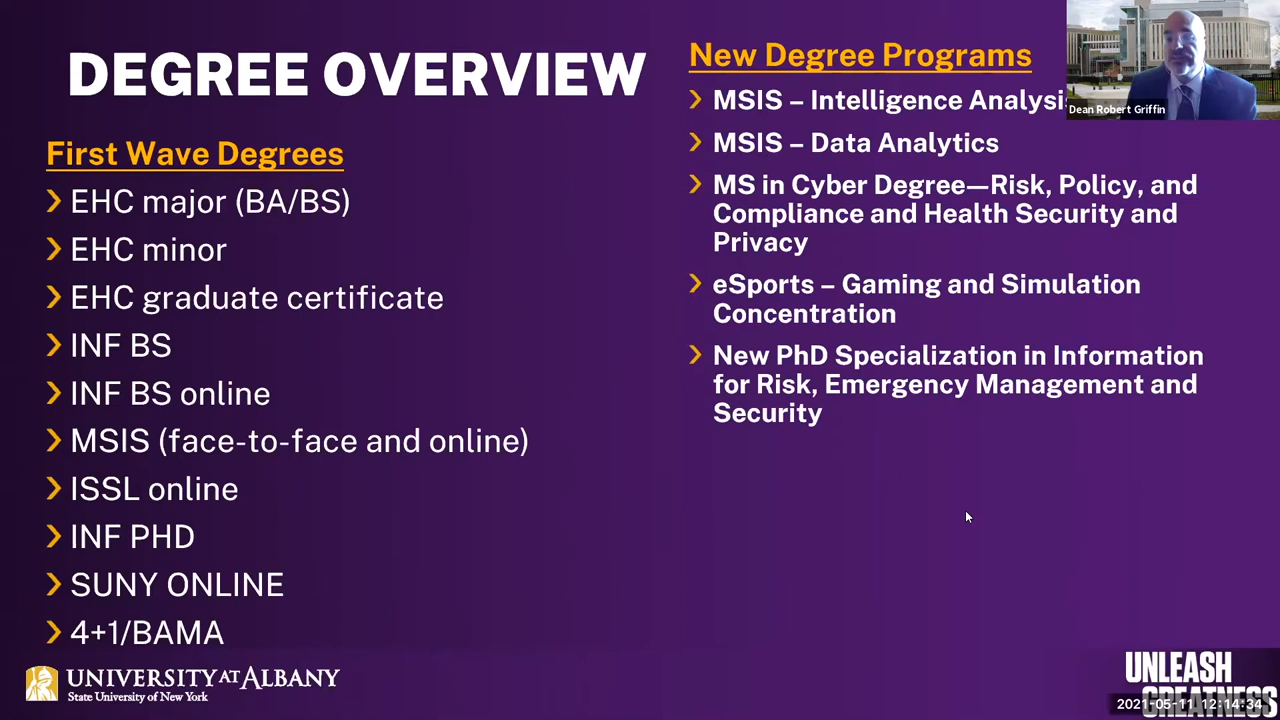 DEGREE OVERVIEW
First Wave Degrees
EHC major (BA/BS)
EHC minor
EHC graduate certificate
INF BS
INF BS online
MSIS (face-to-face and online)
ISSL online
INF PHD
SUNY ONLINE
4+1/BAMA
New Degree Programs
MSIS – Intelligence Analysi
MSIS – Data Analytics
MS in Cyber Degree—Risk, Policy, and
Compliance and Health Security and
Privacy
eSports – Gaming and Simulation
Concentration
New PhD Specialization in Information
for Risk, Emergency Management and
Security
Dean Robert Griffin
UNIVERSITY AT ALBANY
State University of New York
UNLEASH
GREATNESS
2021-05-11 12:14:34